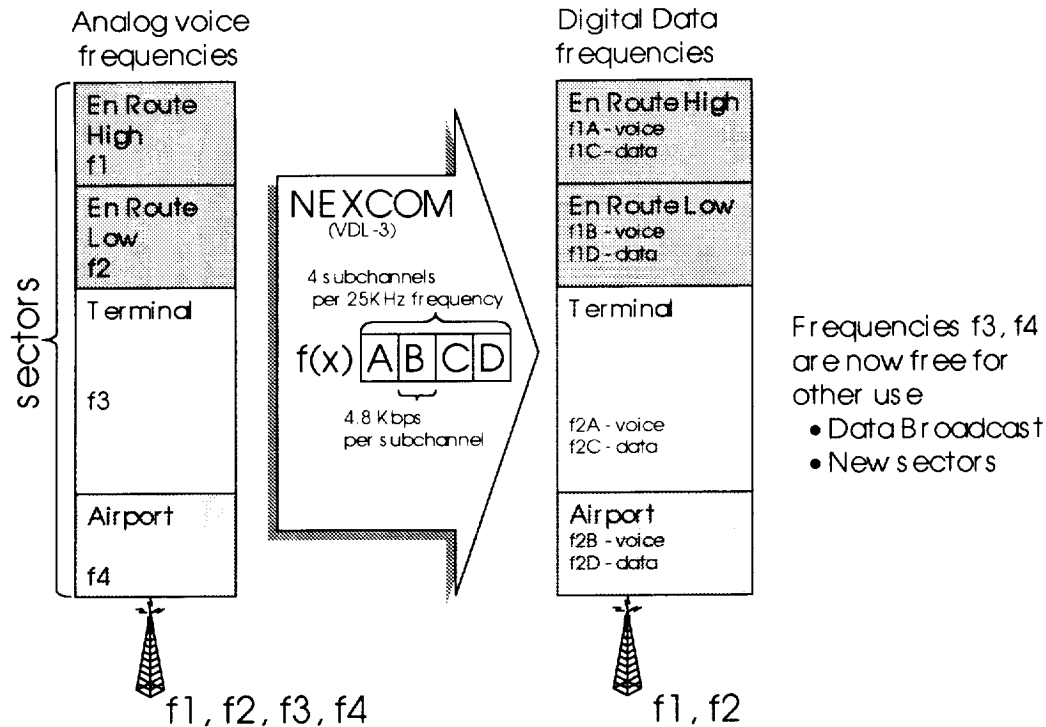 Analog voice
frequencies
sectors
En Route
High
f1
En Route
Low
f2
Terminal
f3
Airport
f4
f1, f2, f3, f4
NEXCOM
(VDL-3)
4 subchannels
per 25KHz frequency
f(x) A B C D
4.8 Kbps
per subchannel
Digital Data
frequencies
En Route High
f1A - voice
f1C - data
En Route Low
f1B - voice
f1D - data
Terminal
f2A - voice
f2C - data
Airport
f2B - voice
f2D - data
f1, f2
Frequencies f3, f4
are now free for
other use
• Data Broadcast
• New sectors